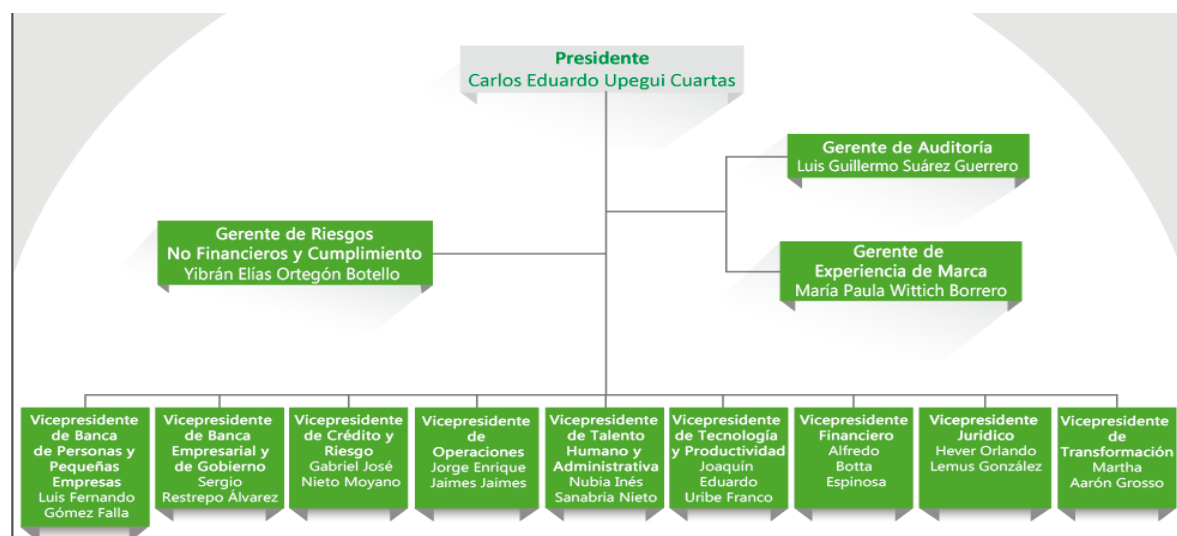 Presidente
Carlos Eduardo Upegui Cuartas
Gerente de Auditoría
Luis Guillermo Suárez Guerrero
Gerente de Riesgos
No Financieros y Cumplimiento
Yibrán Elías Ortegón Botello
Gerente de
Experiencia de Marca
María Paula Wittich Borrero
Vicepresidente
de Banca
de Personas y
Pequeñas
Empresas
Luis Fernando
Gómez Falla
Vicepresidente
de Banca
Empresarial y
de Gobierno
Sergio
Restrepo Álvarez
Vicepresidente
de Crédito y
Riesgo
Gabriel José
Nieto Moyano
Vicepresidente
de
Operaciones
Jorge Enrique
Jaimes Jaimes
Vicepresidente
de Talento
Humano y
Administrativa
Nubia Inés
Sanabria Nieto
Vicepresidente
de Tecnología
y Productividad
Joaquín
Eduardo
Uribe Franco
Vicepresidente
Financiero
Alfredo
Botta
Espinosa
Vicepresidente
Jurídico
Hever Orlando
Lemus González
Vicepresidente
de
Transformación
Martha
Aarón Grosso